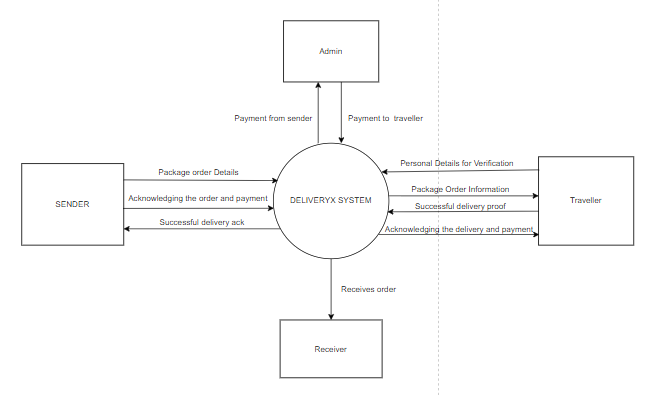 Admin
Payment from sender
Payment to traveller
Personal Details for Verification
Package order Details
Package Order Information
Acknowledging the order and payment
SENDER
DELIVERYX SYSTEM
Traveller
Successful delivery proof
Successful delivery ack
Acknowledging the delivery and payment
Receives order
Receiver